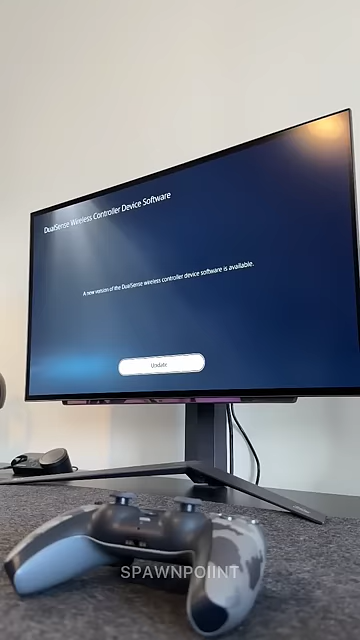 DualSense Wireless Controller Device Software
A new version of the DualSense wireless controller device software is available.
Update
SPAWNPOIINT